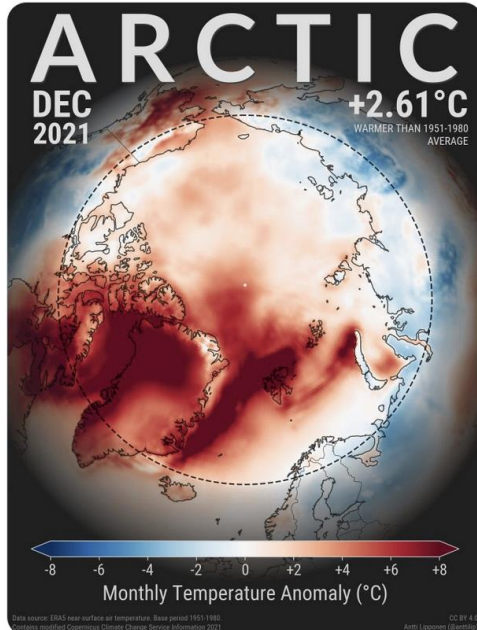 ARCTIC
DEC
2021
+2.61°C
WARMER THAN 1951-1980
AVERAGE
-8 -6 -4 -2 0 +2 +4 +6 +8
Monthly Temperature Anomaly (°C)
Data source: ERA5 near-surface air temperature. Base period 1951-1980.
Contains modified Copernicus Climate Change Service Information 2021
CC BY 4.0
Antti Lipponen (@anttilip)